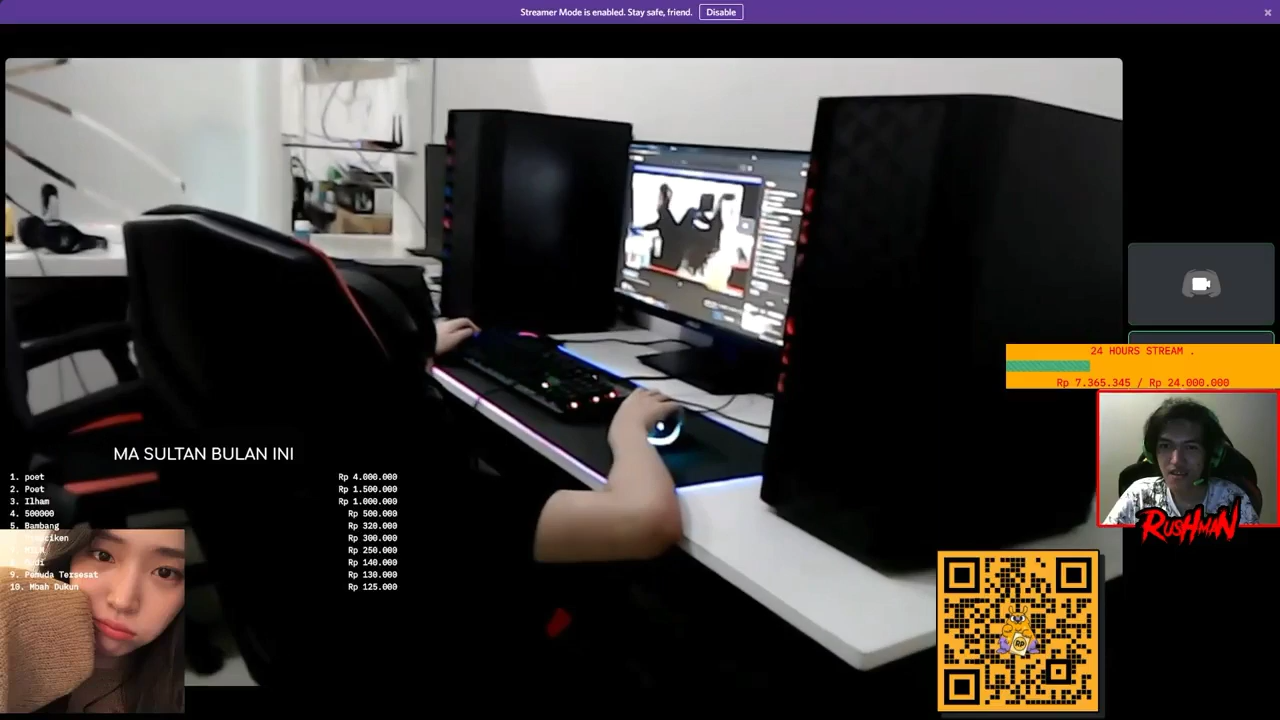 Streamer Mode is enabled. Stay safe, friend. Disable
24 HOURS STREAM .
Rp 7.365.345 / Rp 24.000.000
RUSHMAN
MA SULTAN BULAN INI
1. poet Rp 4.000.000
2. Poet Rp 1.500.000
3. Ilham Rp 1.000.000
4. 500000 Rp 500.000
5. Bambang Rp 320.000
Rp 300.000
Rp 250.000
Rp 140.000
9. Pemuda Tersesat Rp 130.000
10. Mbah Dukun Rp 125.000
RP